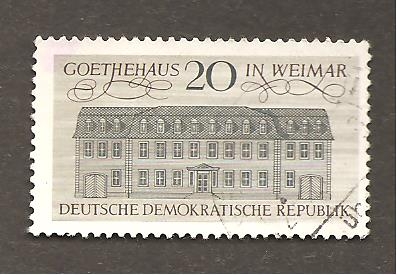 GOETHEHAUS 20 IN WEIMAR
DEUTSCHE DEMOKRATISCHE REPUBLIK